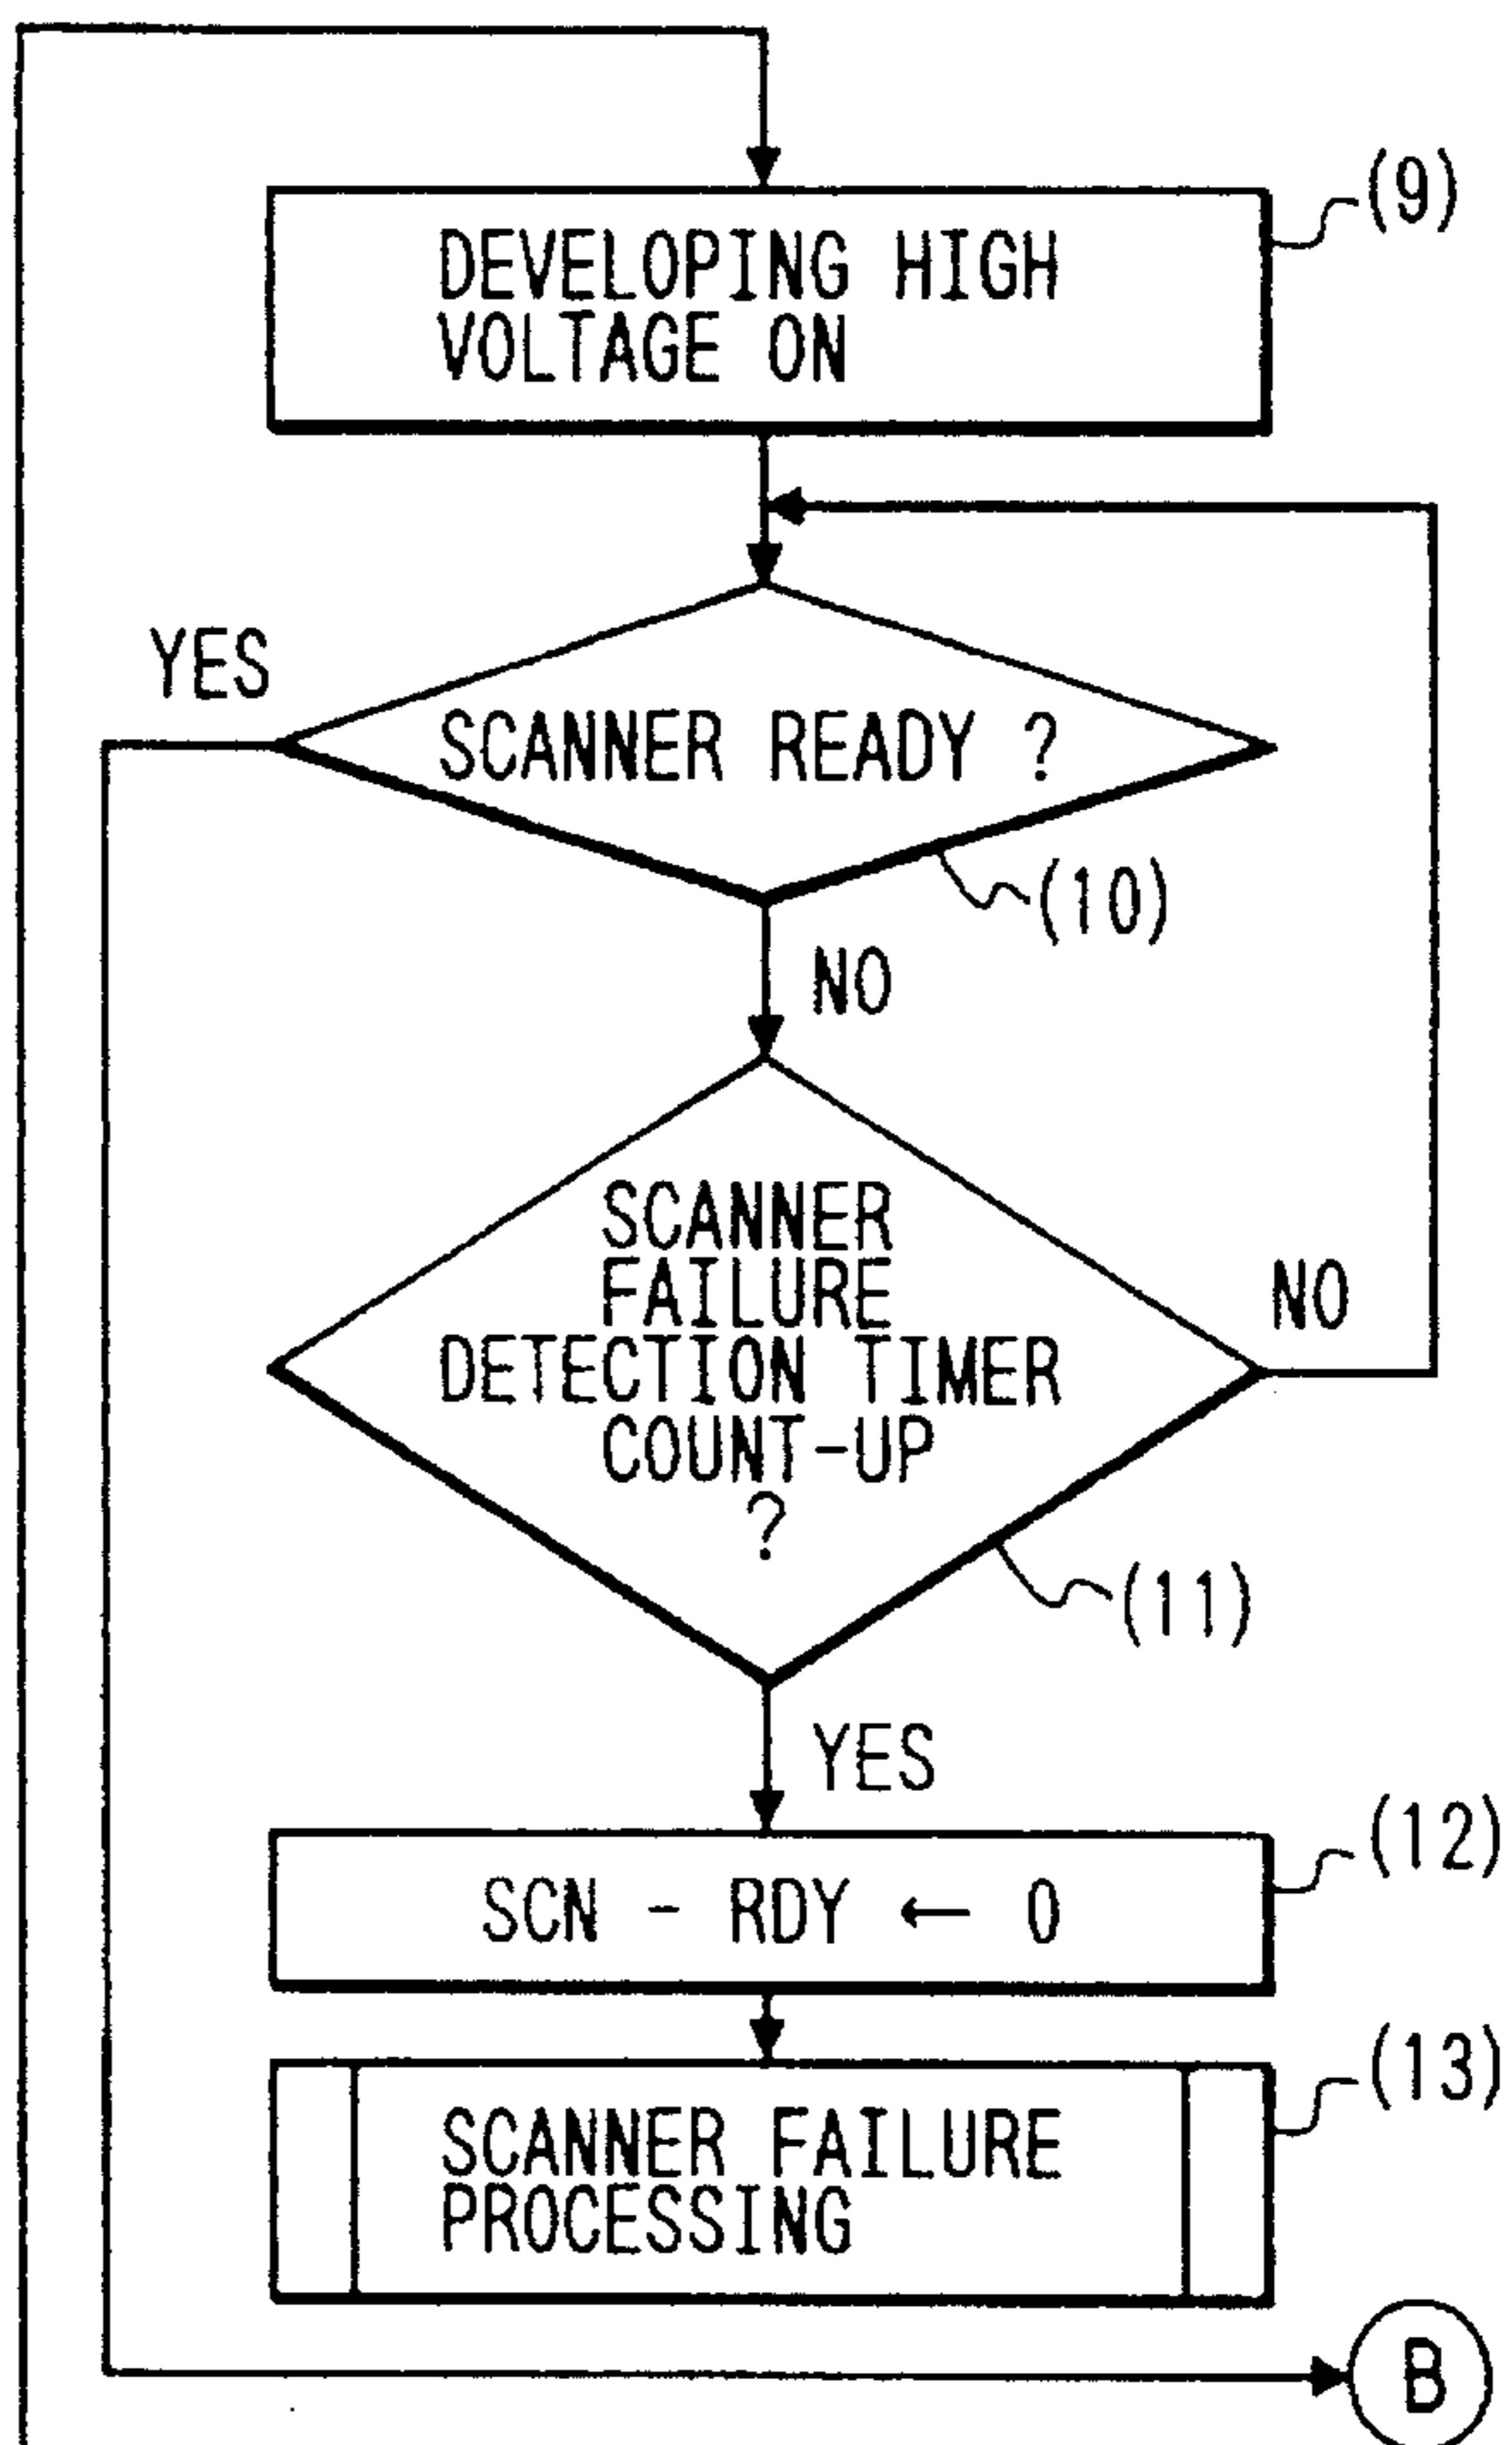 (9)
DEVELOPING HIGH
VOLTAGE ON
YES
SCANNER READY ?
(10)
NO
SCANNER
FAILURE
DETECTION TIMER
COUNT-UP
?
NO
(11)
YES
(12)
SCN - RDY ← 0
(13)
SCANNER FAILURE
PROCESSING
B